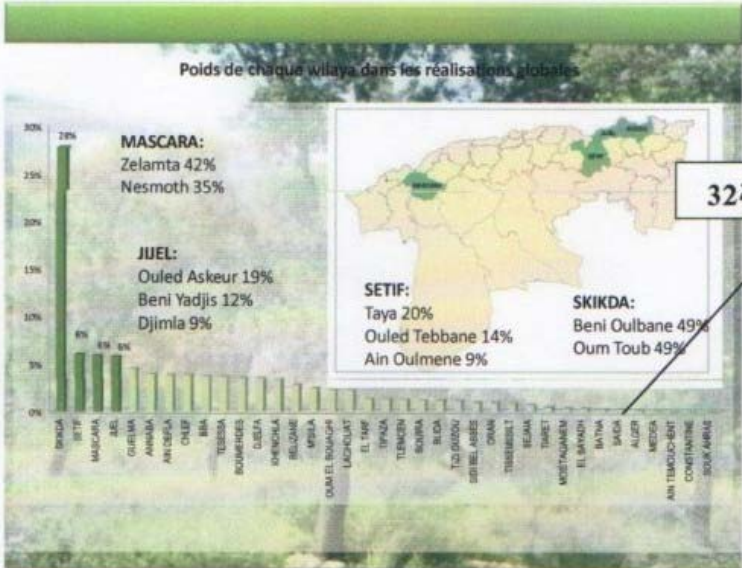 Poids de chaque wilaya dans les réalisations globales
30%
25%
20%
15%
10%
5%
0%
28%
6%
6%
6%
MASCARA:
Zelamta 42%
Nesmoth 35%
JIJEL:
Ouled Askeur 19%
Beni Yadjis 12%
Djimla 9%
SETIF:
Taya 20%
Ouled Tebbane 14%
Ain Oulmene 9%
SKIKDA:
Beni Oulbane 49%
Oum Toub 49%
324
SKIKDA
SETIF
MASCARA
JIJEL
GUELMA
ANNABA
AIN DEFLA
CHLEF
BBA
TEBESSA
BOUMERDES
DJELFA
KHENCHLA
RELIZANE
M'SILA
OUM EL BOUAGHI
LAGHOUAT
EL TARF
TIPAZA
TLEMCEN
BOUIRA
BLIDA
TIZI OUZOU
SIDI BEL ABBES
ORAN
TISSEMSILT
BEJAIA
TIARET
MOSTAGANEM
EL BAYADH
BATNA
SAIDA
ALGER
MEDEA
AIN TEMOUCHENT
CONSTANTINE
SOUK AHRAS